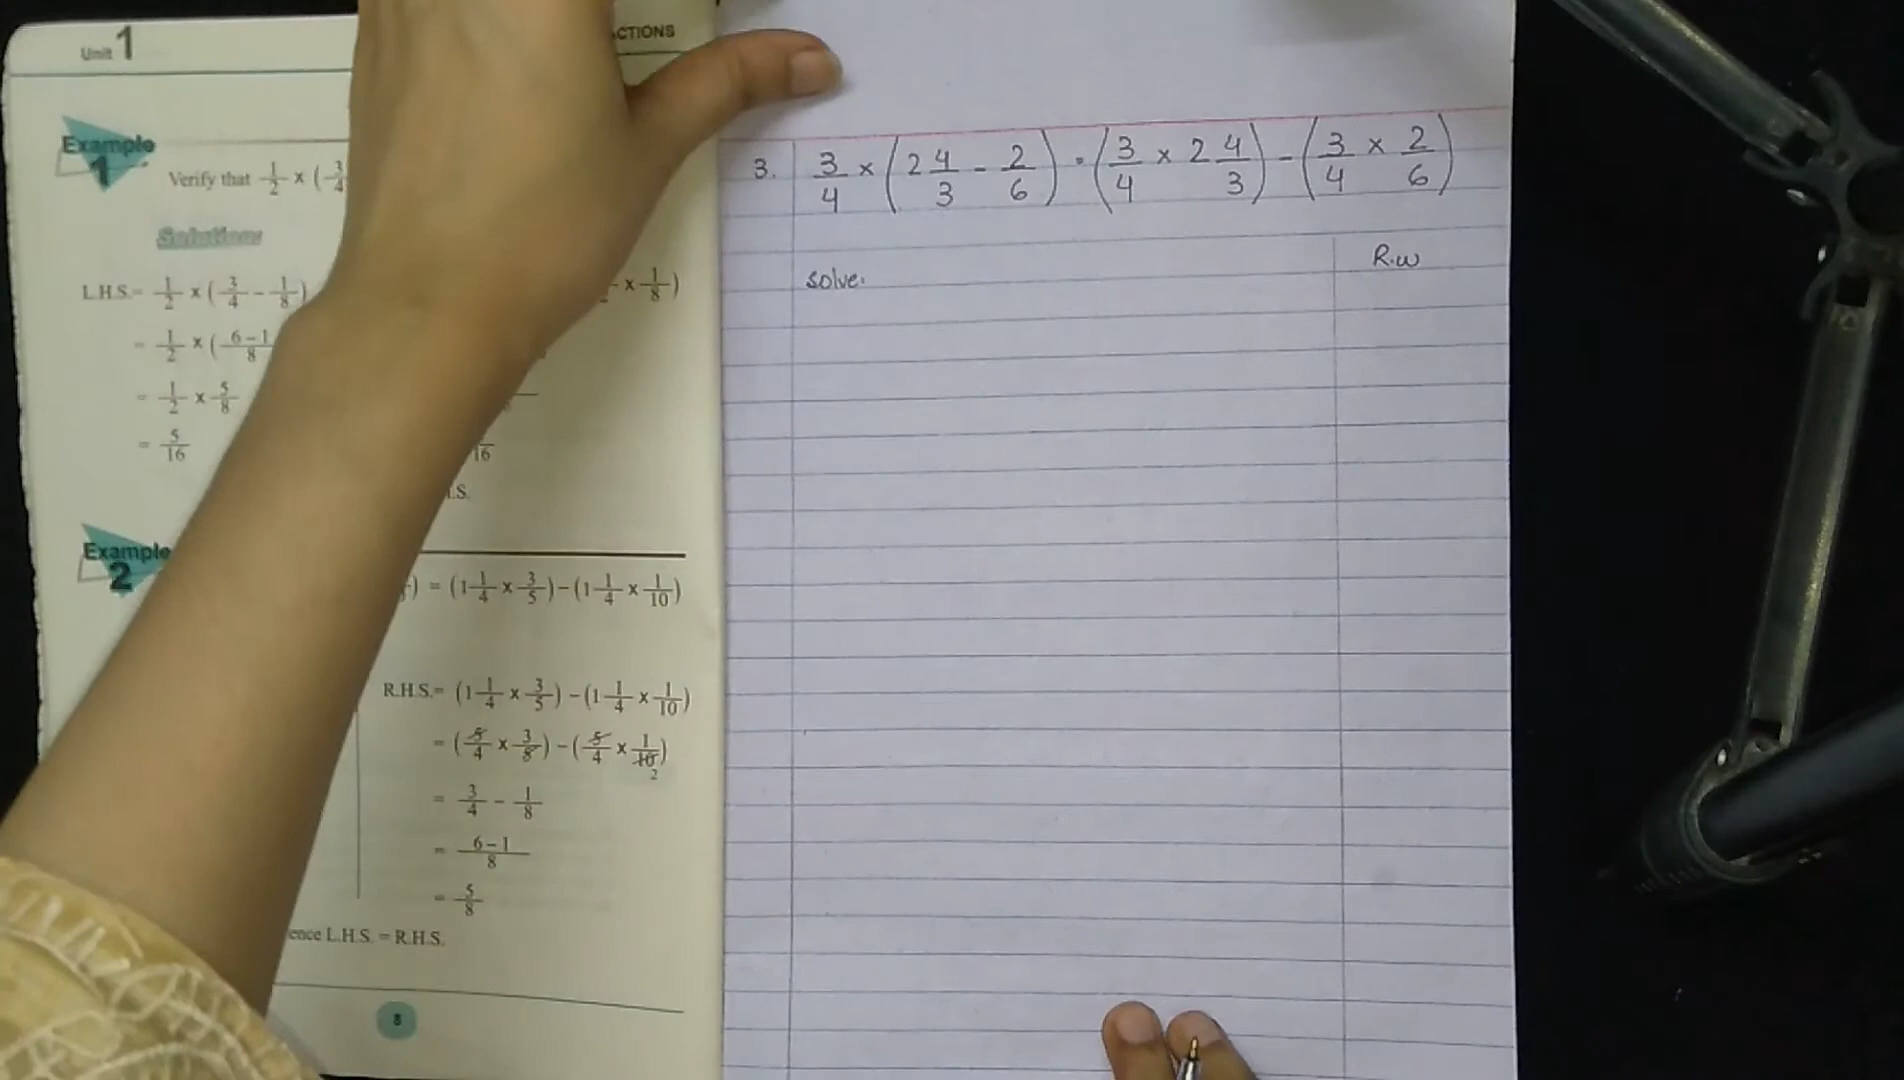 Unit 1
CTIONS
Example 1
Verify that 1/2 × (3/4
Solution:
L.H.S.= 1/2 × (3/4 − 1/8)
= 1/2 × (6−1/8
= 1/2 × 5/8
= 5/16
× 1/8)
16
.S.
Example 2
) = (1 1/4 × 3/5) − (1 1/4 × 1/10)
R.H.S.= (1 1/4 × 3/5) − (1 1/4 × 1/10)
= (5/4 × 3/5) − (5/4 × 1/10)
2
= 3/4 − 1/8
= 6−1/8
= 5/8
ence L.H.S. = R.H.S.
8
3. 3/4 × (2 4/3 - 2/6) = (3/4 × 2 4/3) - (3/4 × 2/6)
R.w
Solve.